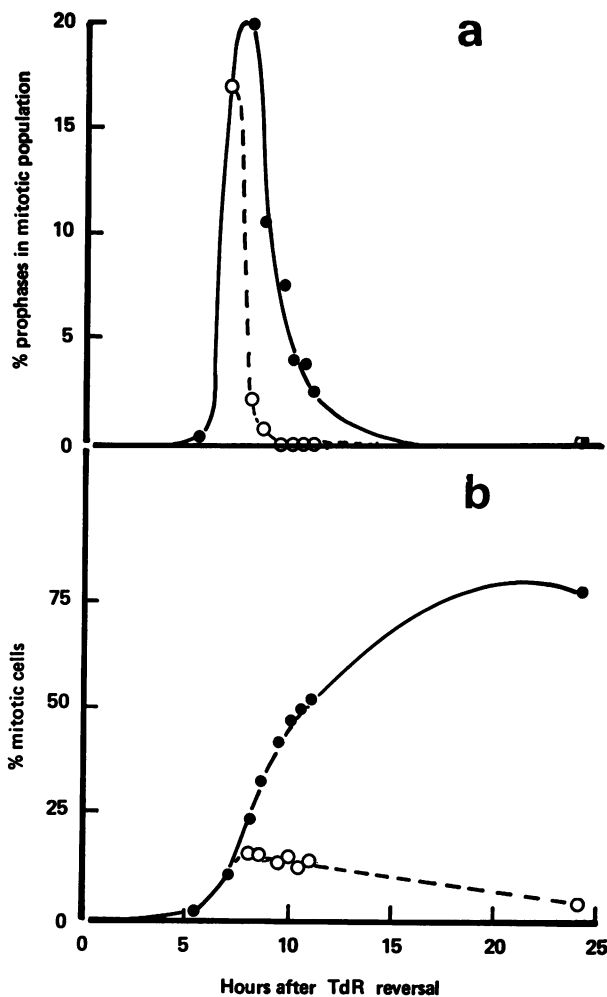 a
20
15
10
5
0
% prophases in mitotic population
b
75
50
25
0
% mitotic cells
0 5 10 15 20 25
Hours after TdR reversal